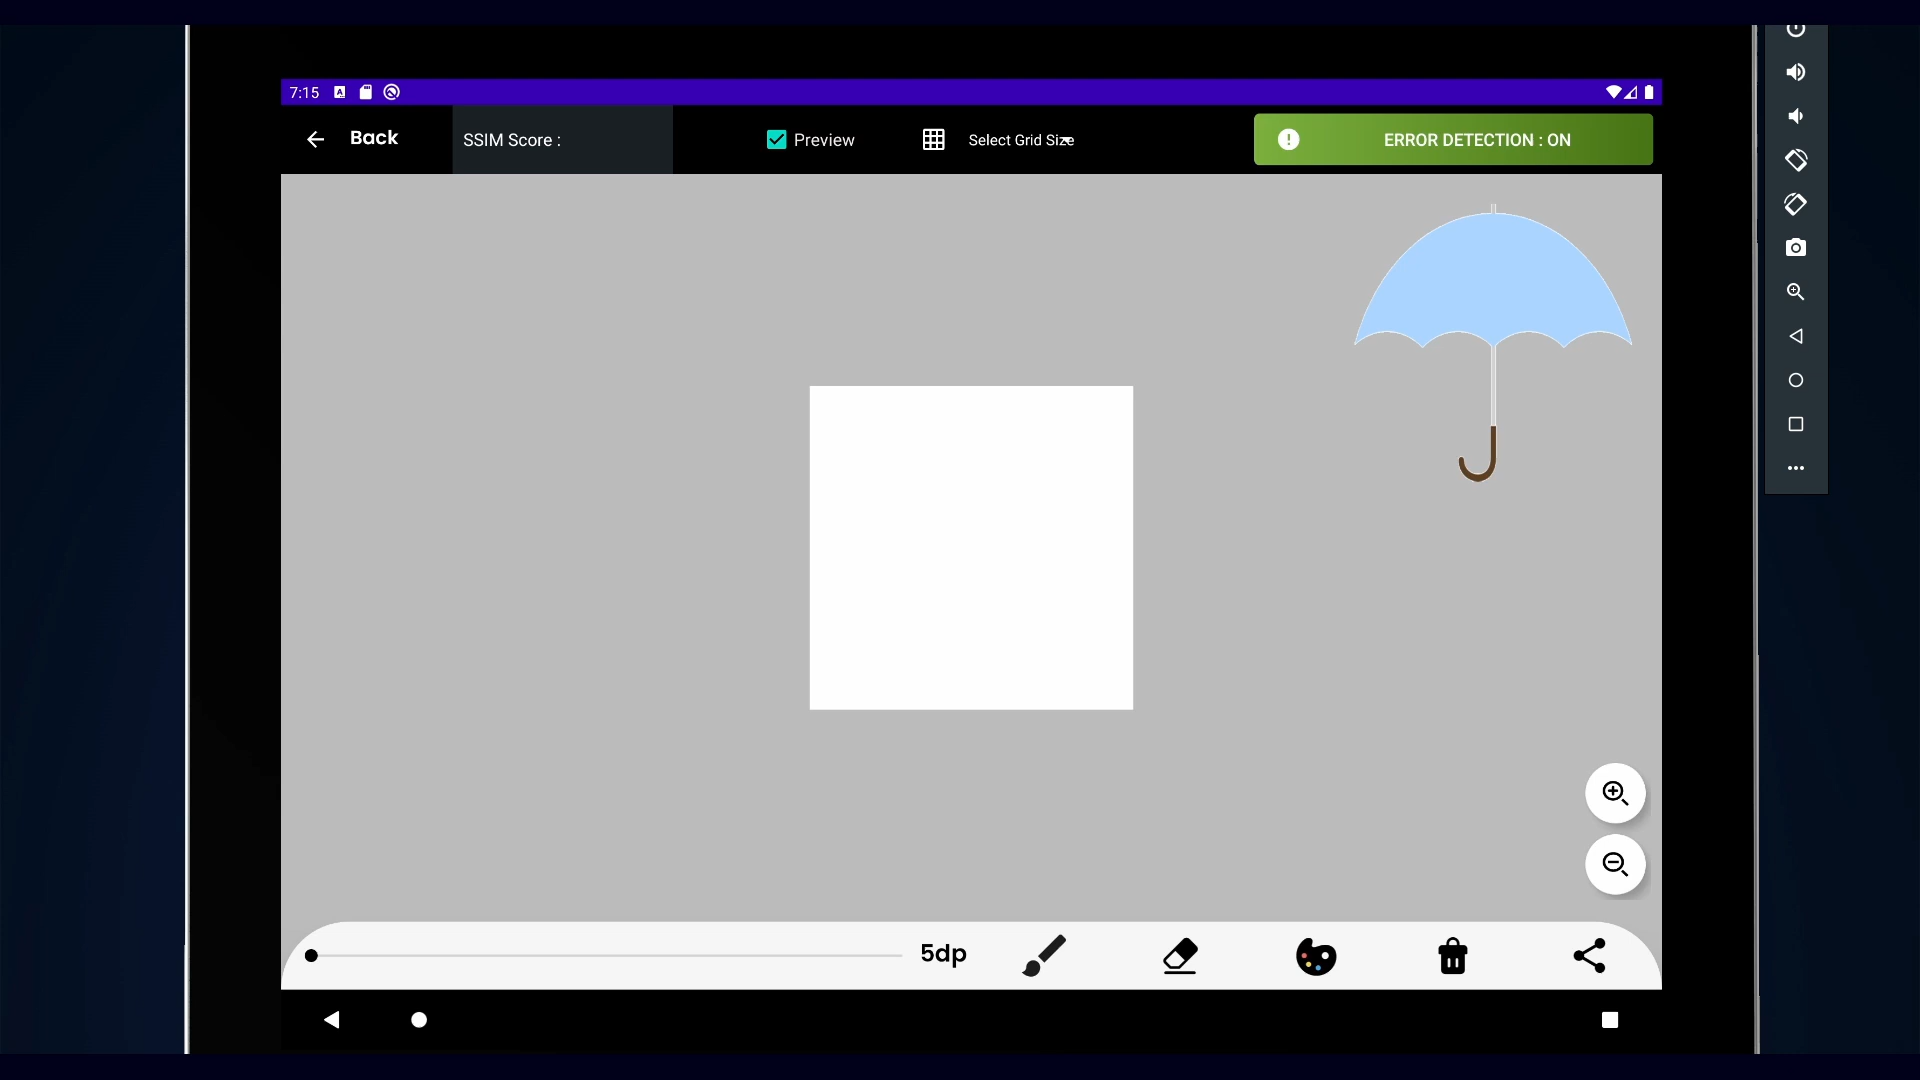 7:15
Back
SSIM Score :
Preview
Select Grid Size
ERROR DETECTION : ON
5dp